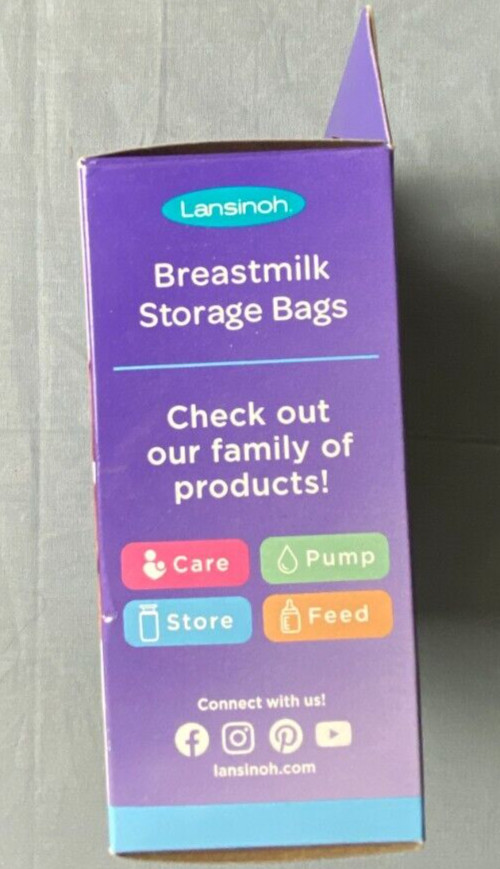 Lansinoh
Breastmilk
Storage Bags
Check out
our family of
products!
Care
Pump
Store
Feed
Connect with us!
lansinoh.com